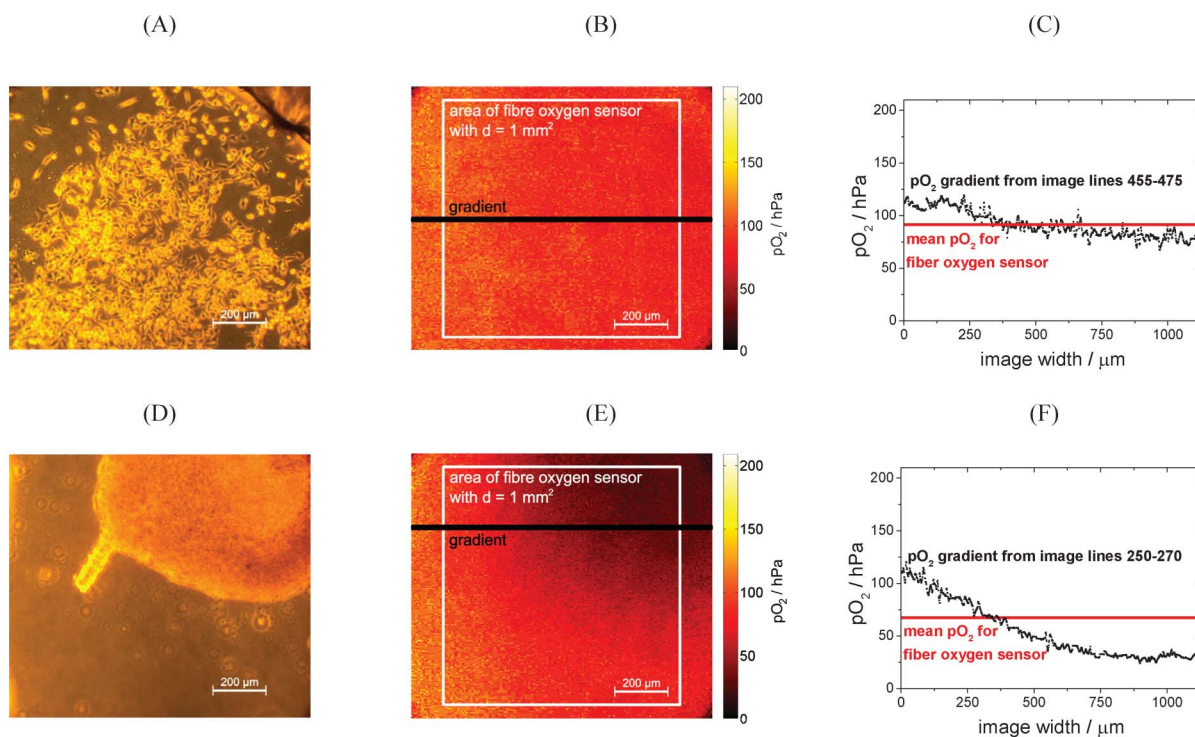 (A)
(B)
(C)
200 µm
area of fibre oxygen sensor
with d = 1 mm²
gradient
200 µm
200
150
100
50
0
pO₂ / hPa
200
150
100
50
0
pO₂ / hPa
pO₂ gradient from image lines 455-475
mean pO₂ for
fiber oxygen sensor
0 250 500 750 1000
image width / µm
(D)
(E)
(F)
200 µm
area of fibre oxygen sensor
with d = 1 mm²
gradient
200 µm
200
150
100
50
0
pO₂ / hPa
200
150
100
50
0
pO₂ / hPa
pO₂ gradient from image lines 250-270
mean pO₂ for
fiber oxygen sensor
0 250 500 750 1000
image width / µm